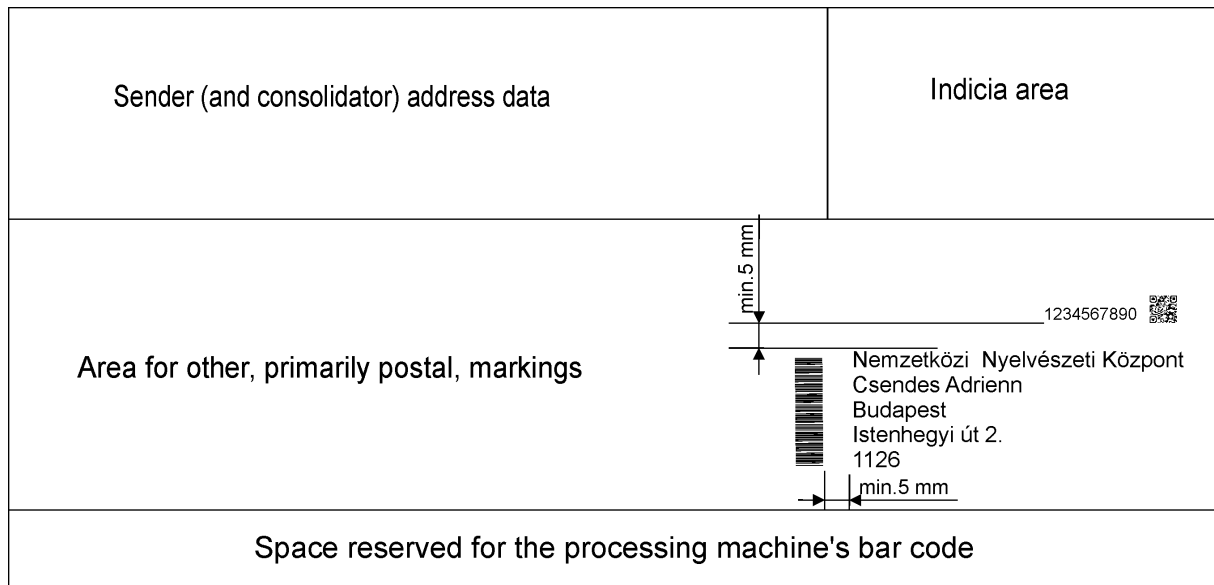 Sender (and consolidator) address data
Indicia area
min.5 mm
1234567890
Area for other, primarily postal, markings
Nemzetközi Nyelvészeti Központ
Csendes Adrienn
Budapest
Istenhegyi út 2.
1126
min.5 mm
Space reserved for the processing machine's bar code